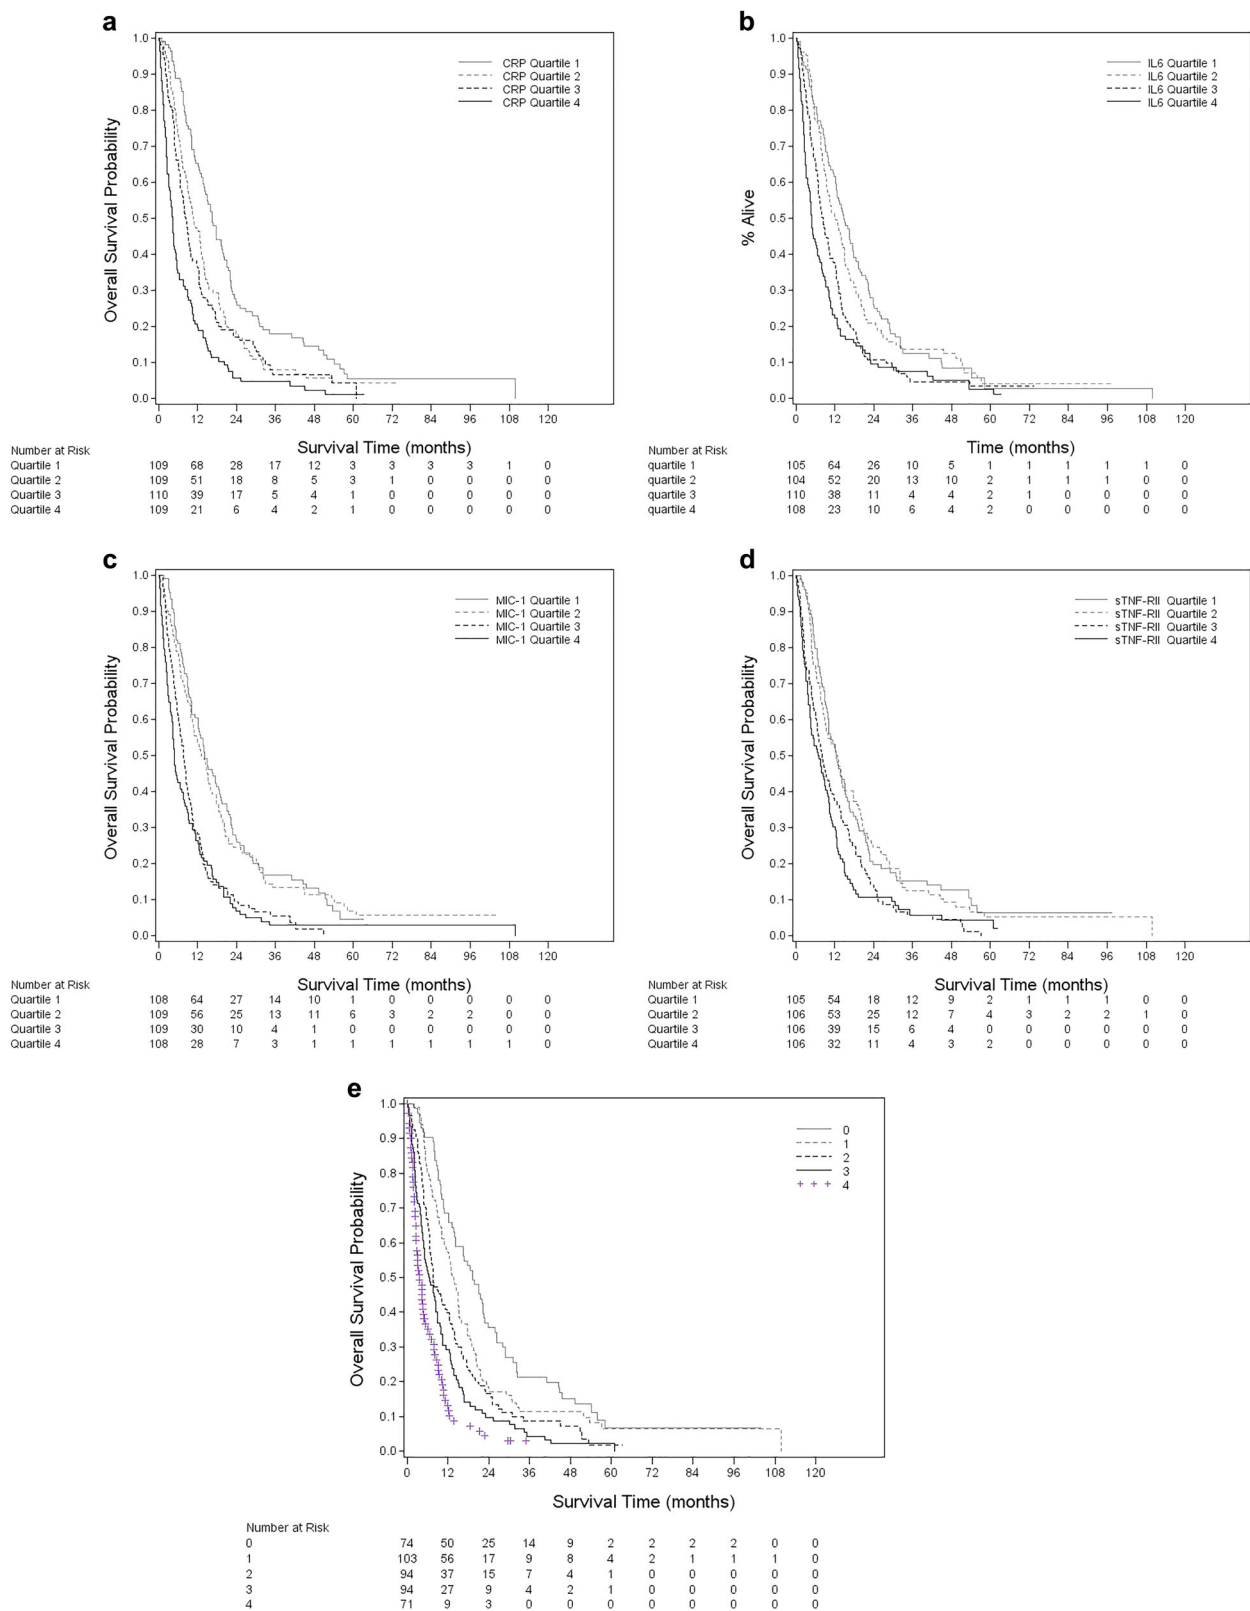 a
1.0
0.9
0.8
0.7
0.6
0.5
0.4
0.3
0.2
0.1
0.0
Overall Survival Probability
CRP Quartile 1
CRP Quartile 2
CRP Quartile 3
CRP Quartile 4
0 12 24 36 48 60 72 84 96 108 120
Survival Time (months)
Number at Risk
Quartile 1 109 68 28 17 12 3 3 3 3 1 0
Quartile 2 109 51 18 8 5 3 1 0 0 0 0
Quartile 3 110 39 17 5 4 1 0 0 0 0 0
Quartile 4 109 21 6 4 2 1 0 0 0 0 0
b
1.0
0.9
0.8
0.7
0.6
0.5
0.4
0.3
0.2
0.1
0.0
% Alive
IL6 Quartile 1
IL6 Quartile 2
IL6 Quartile 3
IL6 Quartile 4
0 12 24 36 48 60 72 84 96 108 120
Time (months)
Number at Risk
quartile 1 105 64 26 10 5 1 1 1 1 1 0
quartile 2 104 52 20 13 10 2 1 1 1 0 0
quartile 3 110 38 11 4 4 2 1 0 0 0 0
quartile 4 108 23 10 6 4 2 0 0 0 0 0
c
1.0
0.9
0.8
0.7
0.6
0.5
0.4
0.3
0.2
0.1
0.0
Overall Survival Probability
MIC-1 Quartile 1
MIC-1 Quartile 2
MIC-1 Quartile 3
MIC-1 Quartile 4
0 12 24 36 48 60 72 84 96 108 120
Survival Time (months)
Number at Risk
Quartile 1 108 64 27 14 10 1 0 0 0 0 0
Quartile 2 109 56 25 13 11 6 3 2 2 0 0
Quartile 3 109 30 10 4 1 0 0 0 0 0 0
Quartile 4 108 28 7 3 1 1 1 1 1 1 0
d
1.0
0.9
0.8
0.7
0.6
0.5
0.4
0.3
0.2
0.1
0.0
Overall Survival Probability
sTNF-RII Quartile 1
sTNF-RII Quartile 2
sTNF-RII Quartile 3
sTNF-RII Quartile 4
0 12 24 36 48 60 72 84 96 108 120
Survival Time (months)
Number at Risk
Quartile 1 105 54 18 12 9 2 1 1 1 0 0
Quartile 2 106 53 25 12 7 4 3 2 2 1 0
Quartile 3 106 39 15 6 4 0 0 0 0 0 0
Quartile 4 106 32 11 4 3 2 0 0 0 0 0
e
1.0
0.9
0.8
0.7
0.6
0.5
0.4
0.3
0.2
0.1
0.0
Overall Survival Probability
0
1
2
3
4
0 12 24 36 48 60 72 84 96 108 120
Survival Time (months)
Number at Risk
0 74 50 25 14 9 2 2 2 2 0 0
1 103 56 17 9 8 4 2 1 1 1 0
2 94 37 15 7 4 1 0 0 0 0 0
3 94 27 9 4 2 1 0 0 0 0 0
4 71 9 3 0 0 0 0 0 0 0 0